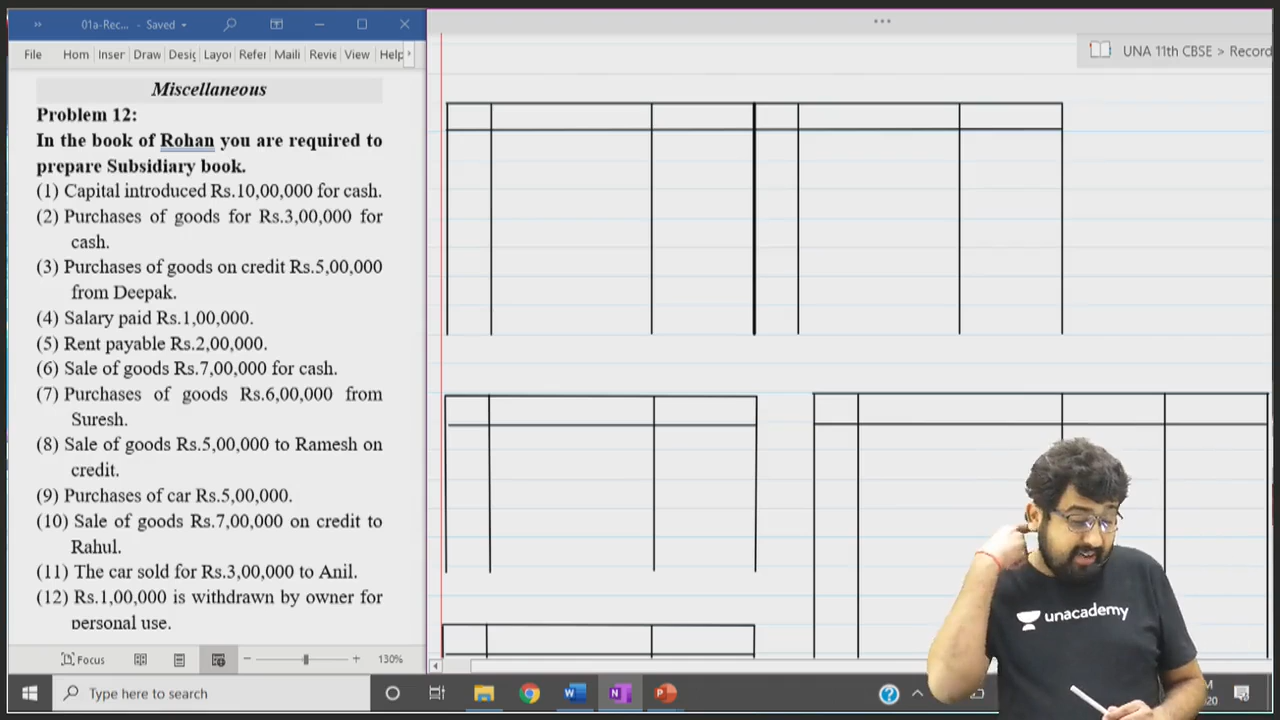 »
01a-Rec... - Saved
File Hom Inser Draw Desig Layou Refer Maili Revie View Help
Miscellaneous
Problem 12:
In the book of Rohan you are required to
prepare Subsidiary book.
(1) Capital introduced Rs.10,00,000 for cash.
(2) Purchases of goods for Rs.3,00,000 for
cash.
(3) Purchases of goods on credit Rs.5,00,000
from Deepak.
(4) Salary paid Rs.1,00,000.
(5) Rent payable Rs.2,00,000.
(6) Sale of goods Rs.7,00,000 for cash.
(7) Purchases of goods Rs.6,00,000 from
Suresh.
(8) Sale of goods Rs.5,00,000 to Ramesh on
credit.
(9) Purchases of car Rs.5,00,000.
(10) Sale of goods Rs.7,00,000 on credit to
Rahul.
(11) The car sold for Rs.3,00,000 to Anil.
(12) Rs.1,00,000 is withdrawn by owner for
personal use.
Focus 130%
UNA 11th CBSE > Record
unacademy
Type here to search